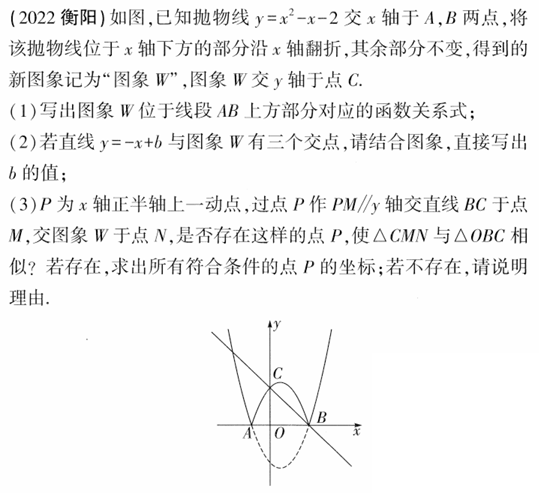 (2022 衡阳)如图,已知抛物线 y=x²-x-2 交 x 轴于 A,B 两点,将
该抛物线位于 x 轴下方的部分沿 x 轴翻折,其余部分不变,得到的
新图象记为“图象 W”,图象 W 交 y 轴于点 C.
(1)写出图象 W 位于线段 AB 上方部分对应的函数关系式;
(2)若直线 y=-x+b 与图象 W 有三个交点,请结合图象,直接写出
b 的值;
(3)P 为 x 轴正半轴上一动点,过点 P 作 PM∥y 轴交直线 BC 于点
M,交图象 W 于点 N,是否存在这样的点 P,使△CMN 与△OBC 相
似? 若存在,求出所有符合条件的点 P 的坐标;若不存在,请说明
理由.
y
C
A O B x